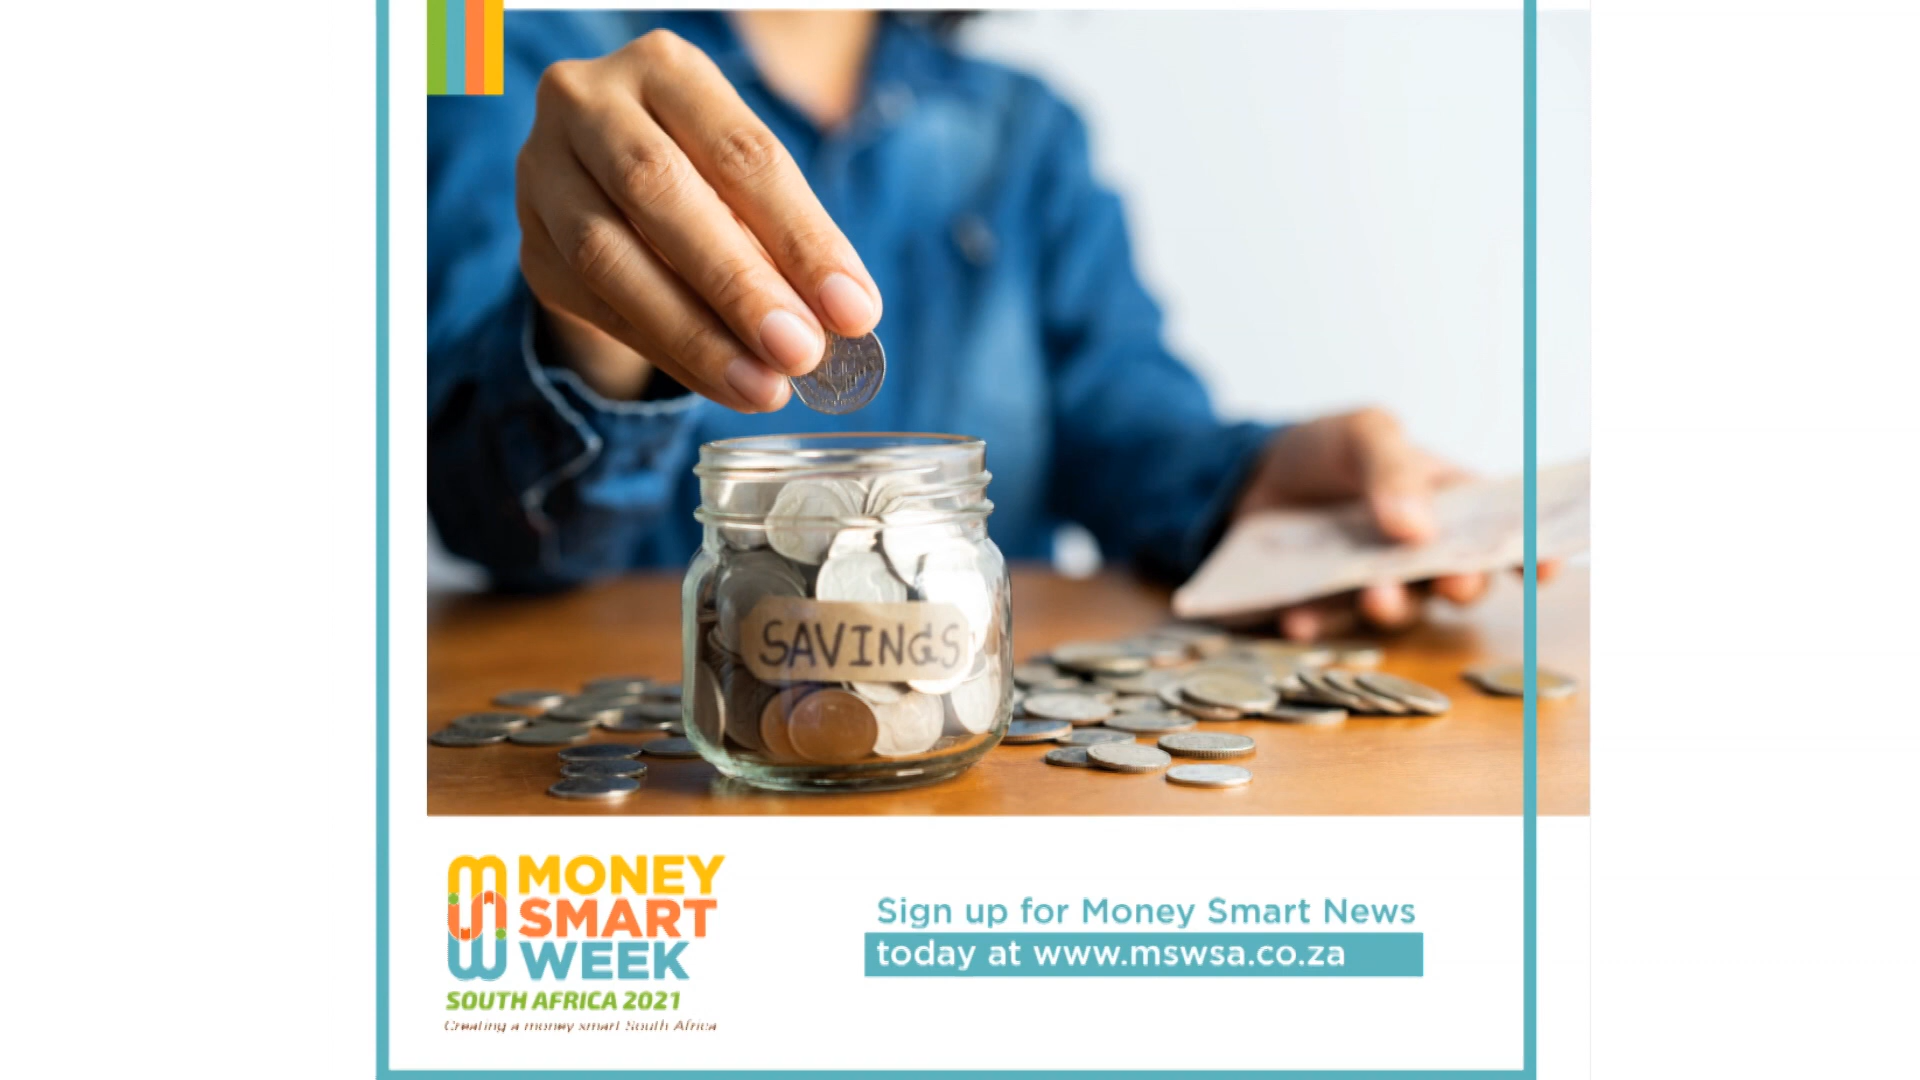 SAVINGS
MONEY
SMART
WEEK
SOUTH AFRICA 2021
Creating a money smart South Africa
Sign up for Money Smart News
today at www.mswsa.co.za